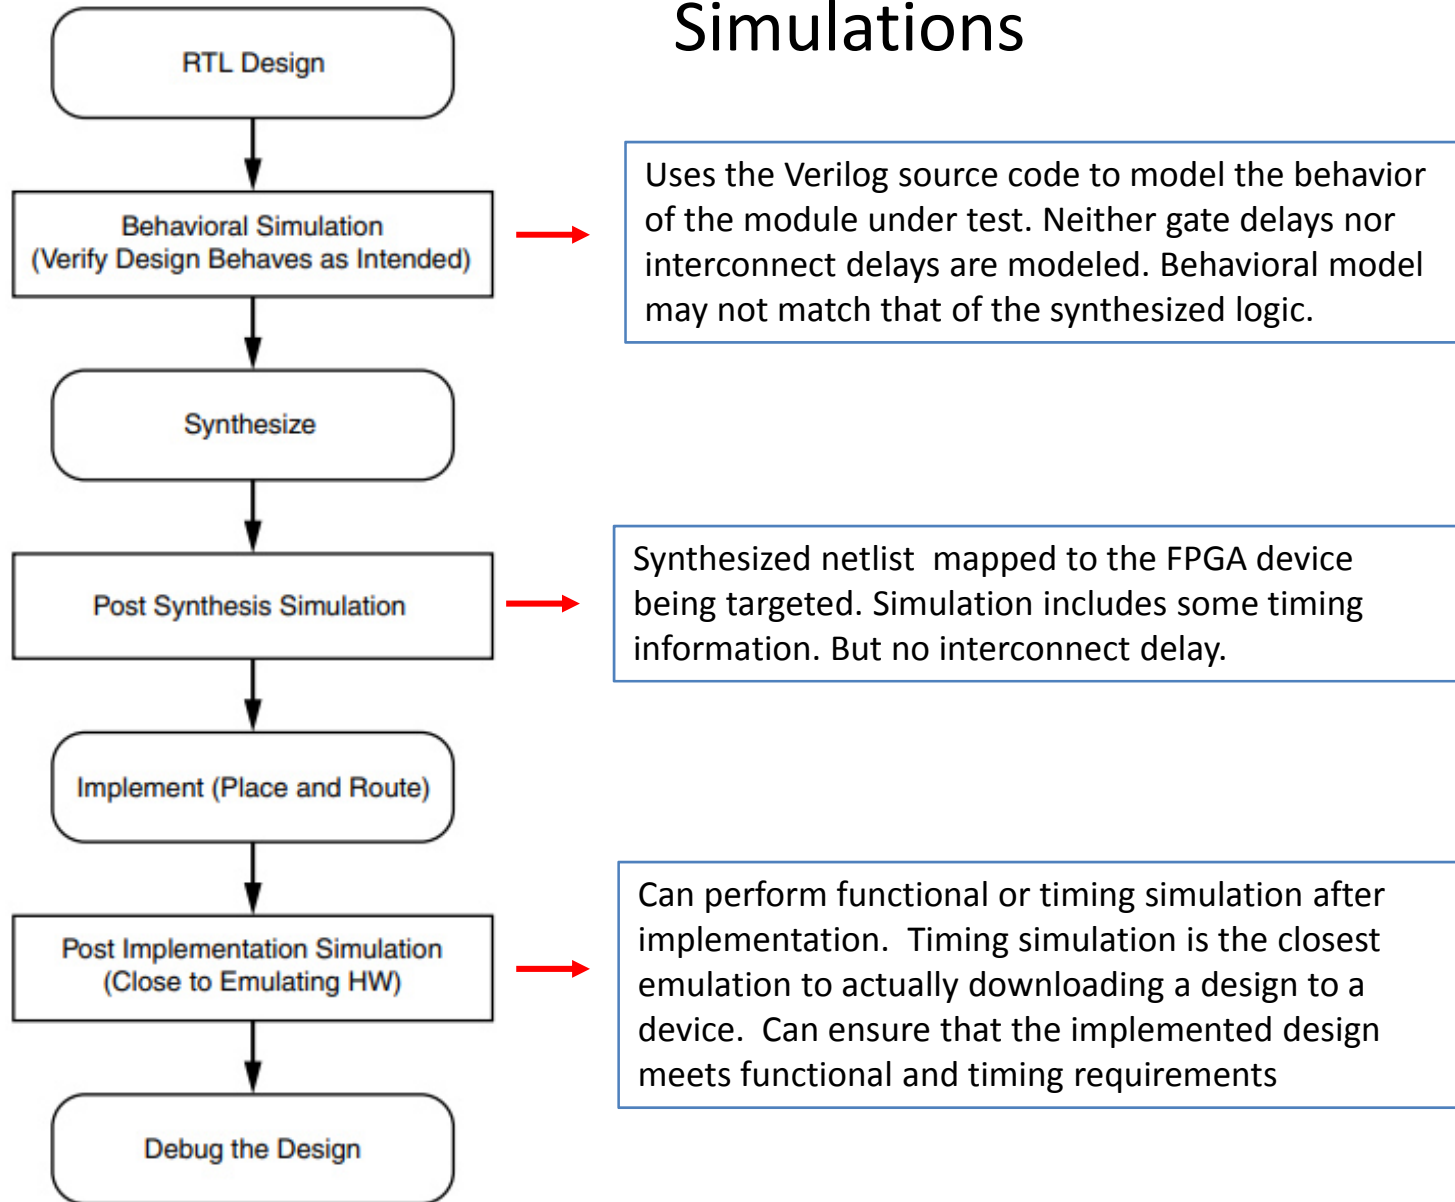 Simulations
RTL Design
Behavioral Simulation
(Verify Design Behaves as Intended)
Uses the Verilog source code to model the behavior
of the module under test. Neither gate delays nor
interconnect delays are modeled. Behavioral model
may not match that of the synthesized logic.
Synthesize
Post Synthesis Simulation
Synthesized netlist  mapped to the FPGA device
being targeted. Simulation includes some timing
information. But no interconnect delay.
Implement (Place and Route)
Post Implementation Simulation
(Close to Emulating HW)
Can perform functional or timing simulation after
implementation.  Timing simulation is the closest
emulation to actually downloading a design to a
device.  Can ensure that the implemented design
meets functional and timing requirements
Debug the Design